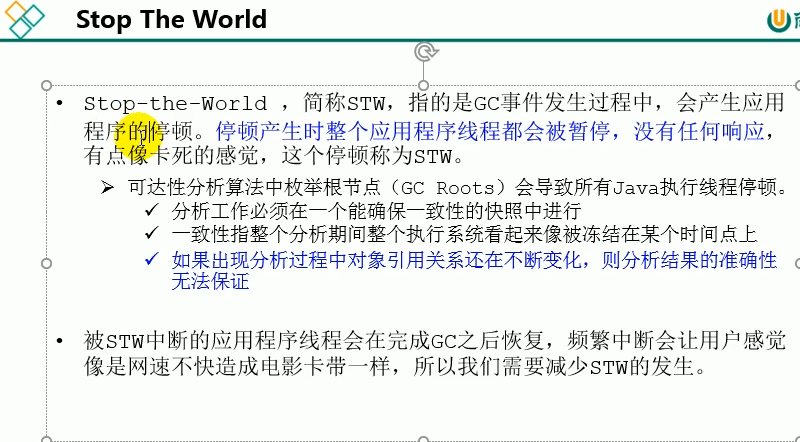 Stop The World
• Stop-the-World ，简称STW，指的是GC事件发生过程中，会产生应用
程序的停顿。停顿产生时整个应用程序线程都会被暂停，没有任何响应，
有点像卡死的感觉，这个停顿称为STW。
➢ 可达性分析算法中枚举根节点（GC Roots）会导致所有Java执行线程停顿。
✓ 分析工作必须在一个能确保一致性的快照中进行
✓ 一致性指整个分析期间整个执行系统看起来像被冻结在某个时间点上
✓ 如果出现分析过程中对象引用关系还在不断变化，则分析结果的准确性
无法保证
• 被STW中断的应用程序线程会在完成GC之后恢复，频繁中断会让用户感觉
像是网速不快造成电影卡带一样，所以我们需要减少STW的发生。